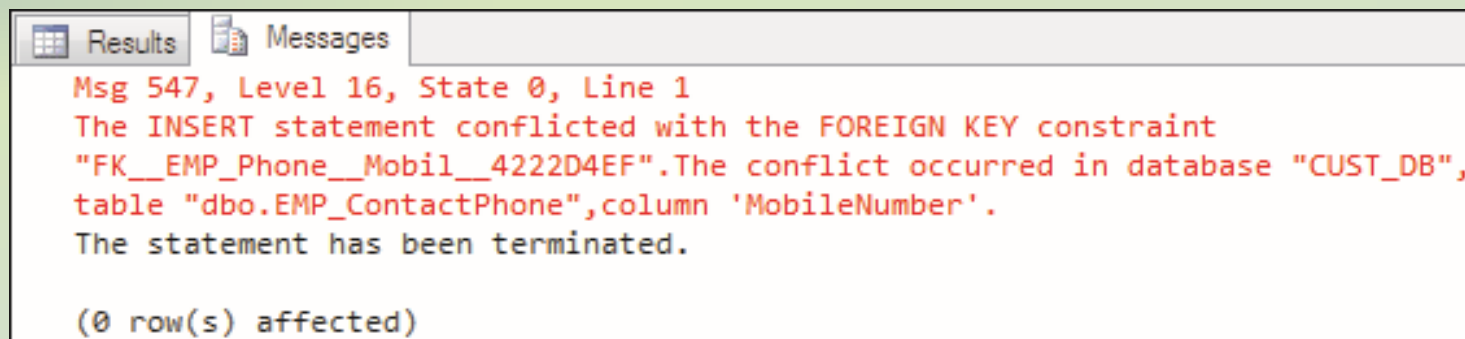 Results Messages
Msg 547, Level 16, State 0, Line 1
The INSERT statement conflicted with the FOREIGN KEY constraint
"FK__EMP_Phone__Mobil__4222D4EF".The conflict occurred in database "CUST_DB",
table "dbo.EMP_ContactPhone",column 'MobileNumber'.
The statement has been terminated.
(0 row(s) affected)